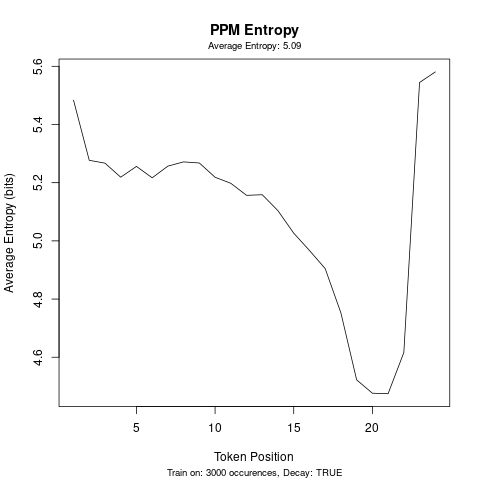 PPM Entropy
Average Entropy: 5.09
5.6
5.4
5.2
5.0
4.8
4.6
Average Entropy (bits)
5 10 15 20
Token Position
Train on: 3000 occurences, Decay: TRUE